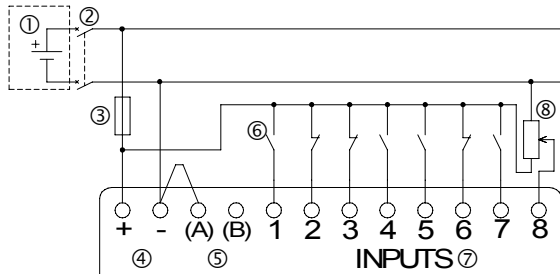 ① ②
+
③ ⑥ ⑧
+ - (A) (B) 1 2 3 4 5 6 7 8
④ ⑤ INPUTS ⑦